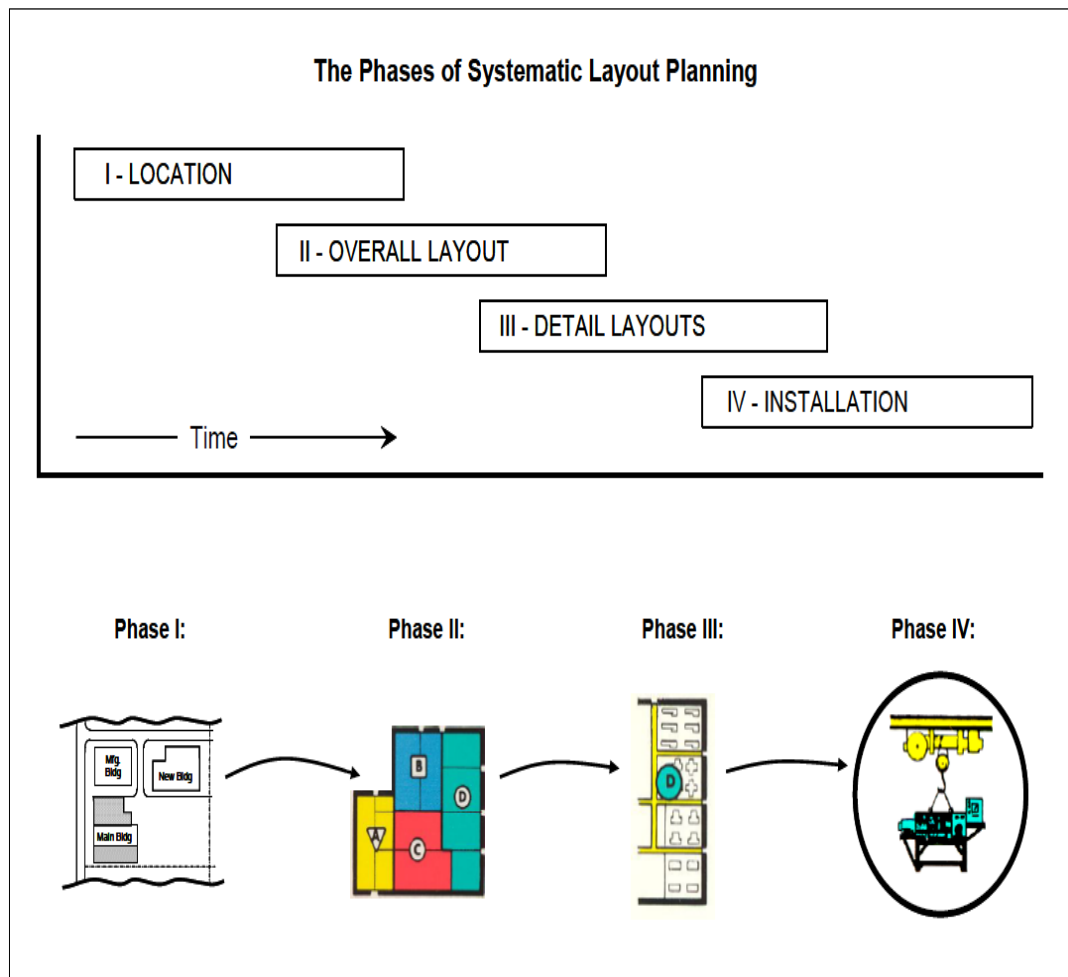 The Phases of Systematic Layout Planning
I - LOCATION
II - OVERALL LAYOUT
III - DETAIL LAYOUTS
IV - INSTALLATION
Time
Phase I:
Phase II:
Phase III:
Phase IV:
Mfg.
Bldg
New Bldg
Main Bldg
B
D
A
C
D